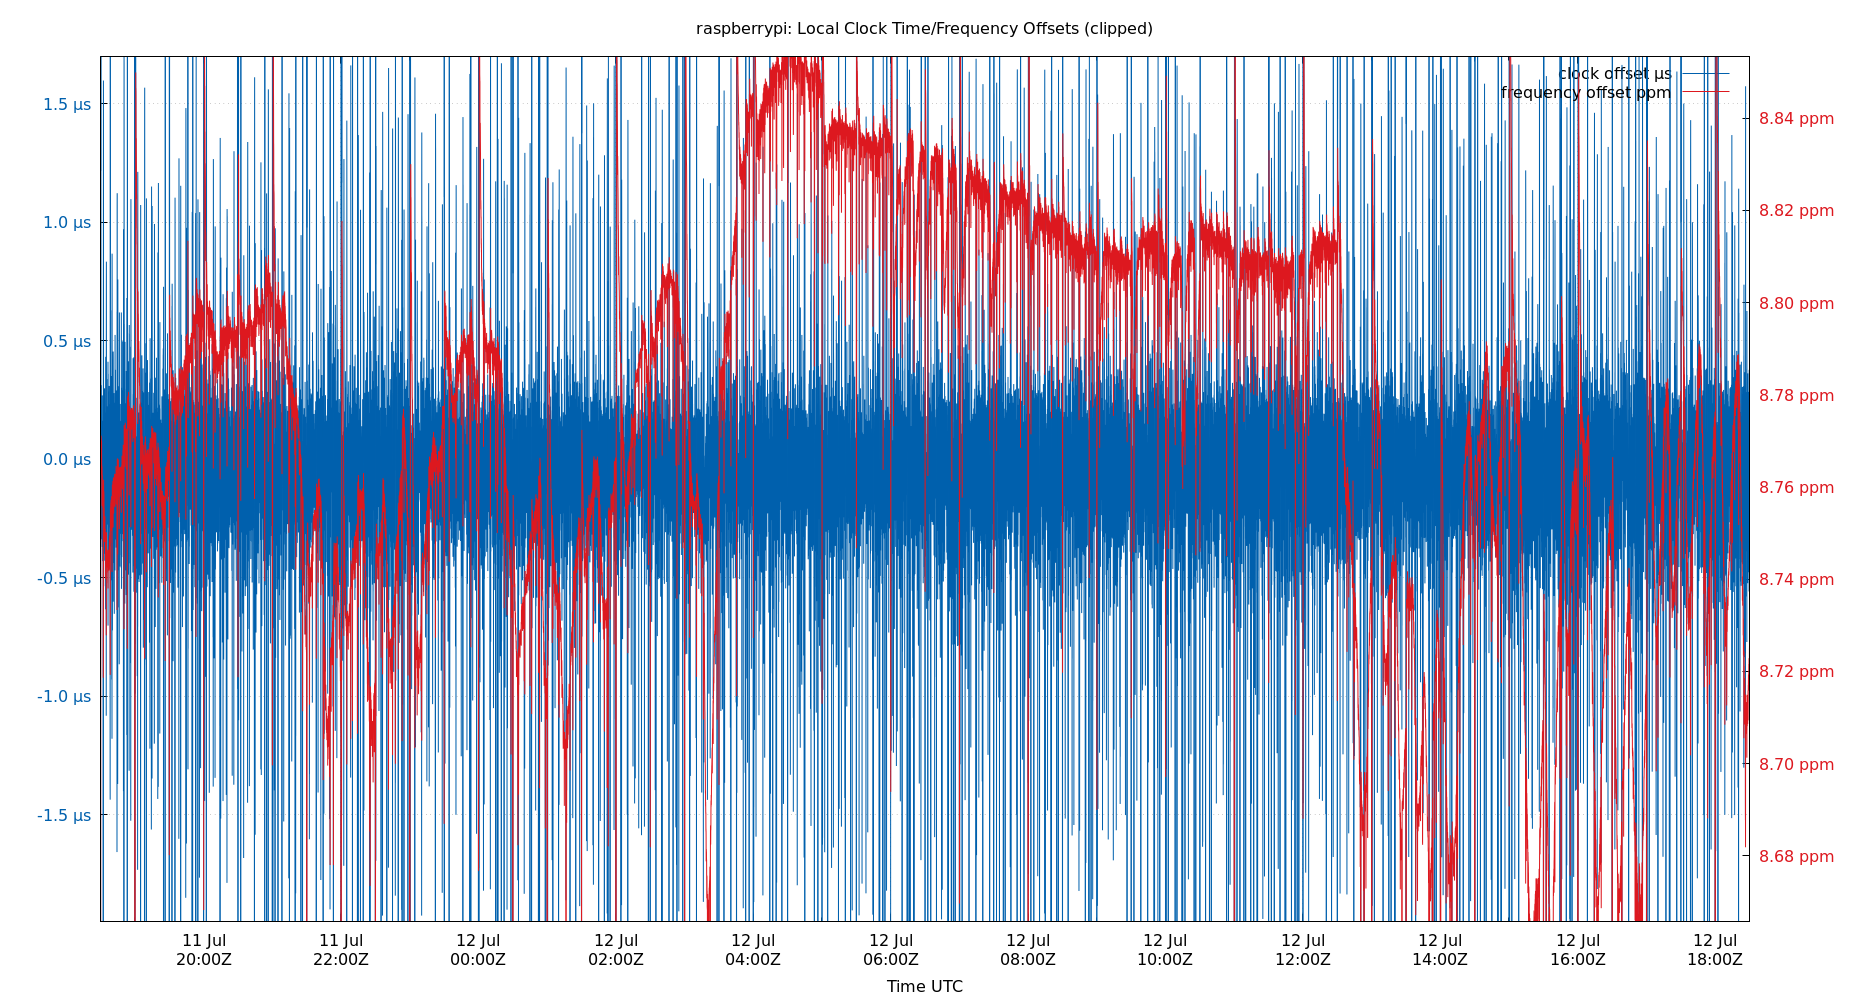 raspberrypi: Local Clock Time/Frequency Offsets (clipped)
clock offset µs
frequency offset ppm
1.5 µs
1.0 µs
0.5 µs
0.0 µs
-0.5 µs
-1.0 µs
-1.5 µs
8.84 ppm
8.82 ppm
8.80 ppm
8.78 ppm
8.76 ppm
8.74 ppm
8.72 ppm
8.70 ppm
8.68 ppm
11 Jul 11 Jul 12 Jul 12 Jul 12 Jul 12 Jul 12 Jul 12 Jul 12 Jul 12 Jul 12 Jul 12 Jul
20:00Z 22:00Z 00:00Z 02:00Z 04:00Z 06:00Z 08:00Z 10:00Z 12:00Z 14:00Z 16:00Z 18:00Z
Time UTC